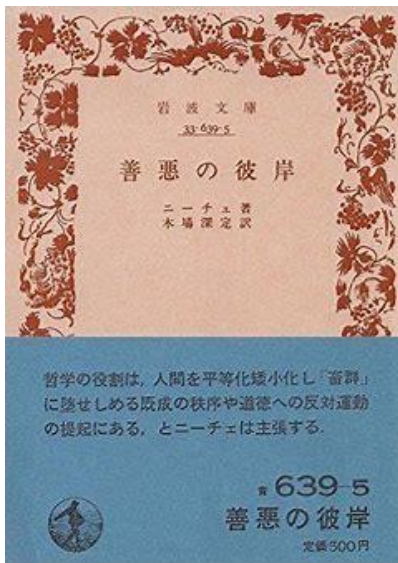 岩波文庫
33-639-5
善悪の彼岸
ニーチェ著
木場深定訳
哲学の役割は、人間を平等化矮小化し「畜群」
に堕せしめる既成の秩序や道徳への反対運動
の提起にある、とニーチェは主張する.
青 639-5
善悪の彼岸
定価500円